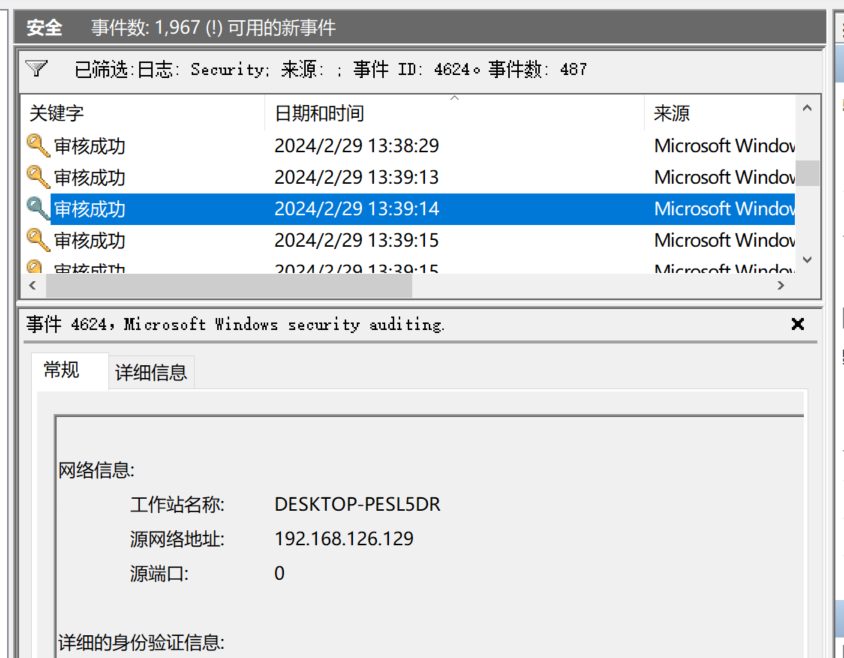 安全 事件数: 1,967 (!) 可用的新事件
已筛选:日志: Security; 来源: ; 事件 ID: 4624。事件数: 487
关键字 日期和时间 来源
审核成功 2024/2/29 13:38:29 Microsoft Window
审核成功 2024/2/29 13:39:13 Microsoft Window
审核成功 2024/2/29 13:39:14 Microsoft Window
审核成功 2024/2/29 13:39:15 Microsoft Window
审核成功 2024/2/29 13:39:15 Microsoft Window
事件 4624，Microsoft Windows security auditing.
常规 详细信息
网络信息:
工作站名称: DESKTOP-PESL5DR
源网络地址: 192.168.126.129
源端口: 0
详细的身份验证信息: